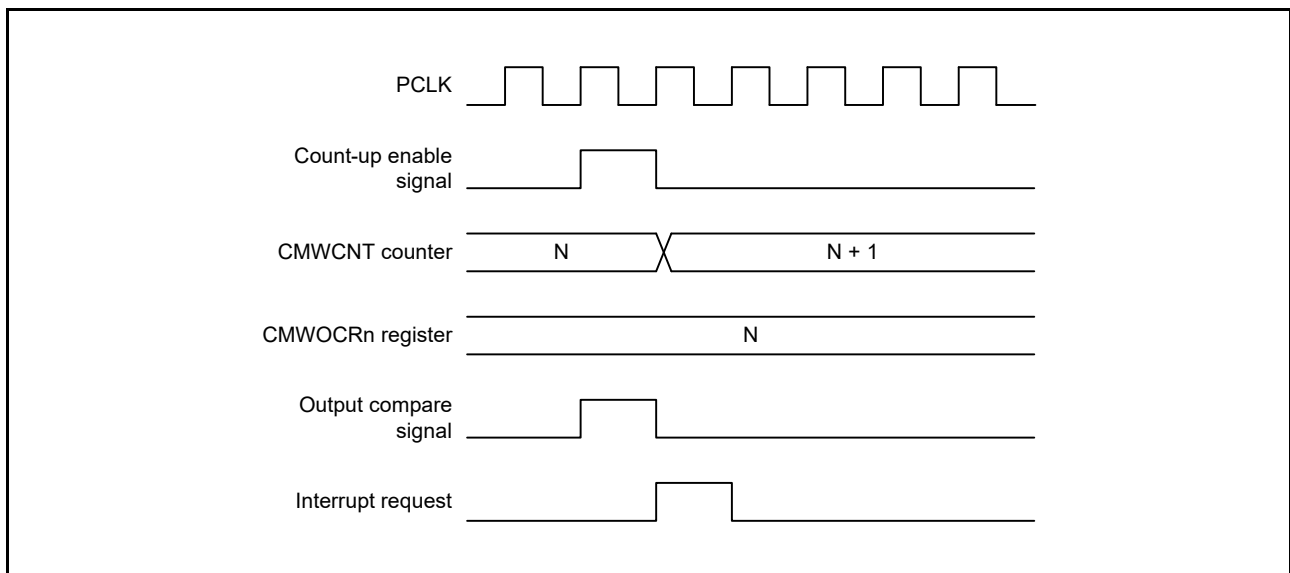 PCLK
Count-up enable
signal
CMWCNT counter
N
N + 1
CMWOCRn register
N
Output compare
signal
Interrupt request